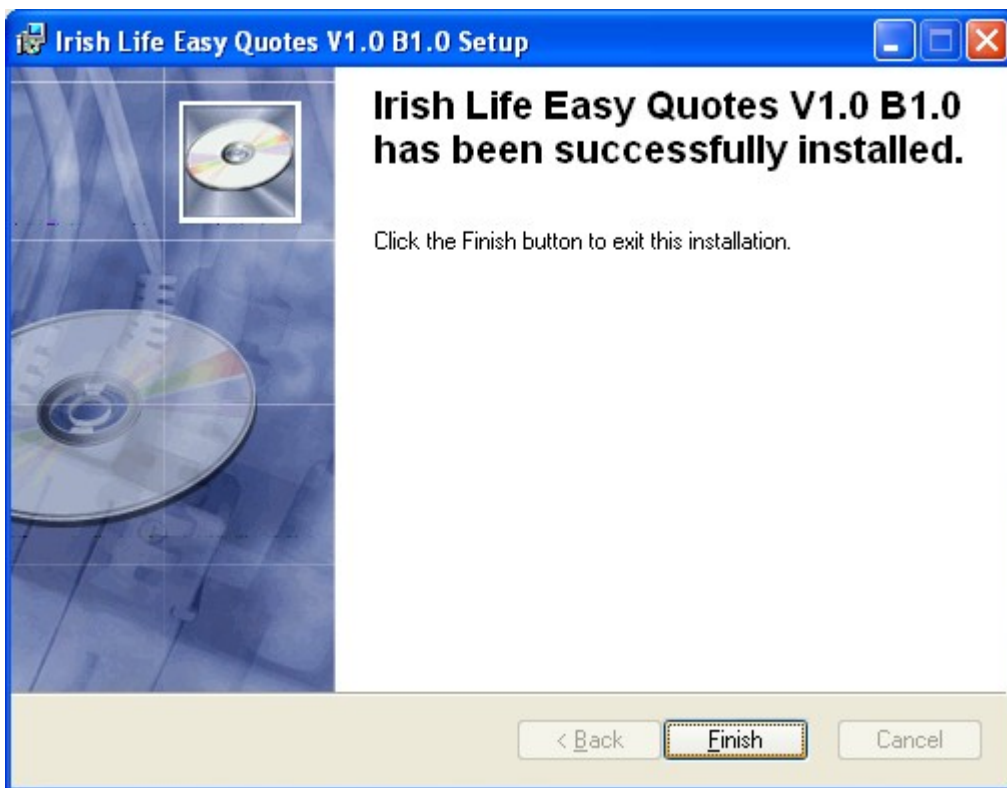 Irish Life Easy Quotes V1.0 B1.0 Setup
Irish Life Easy Quotes V1.0 B1.0
has been successfully installed.
Click the Finish button to exit this installation.
< Back
Finish
Cancel